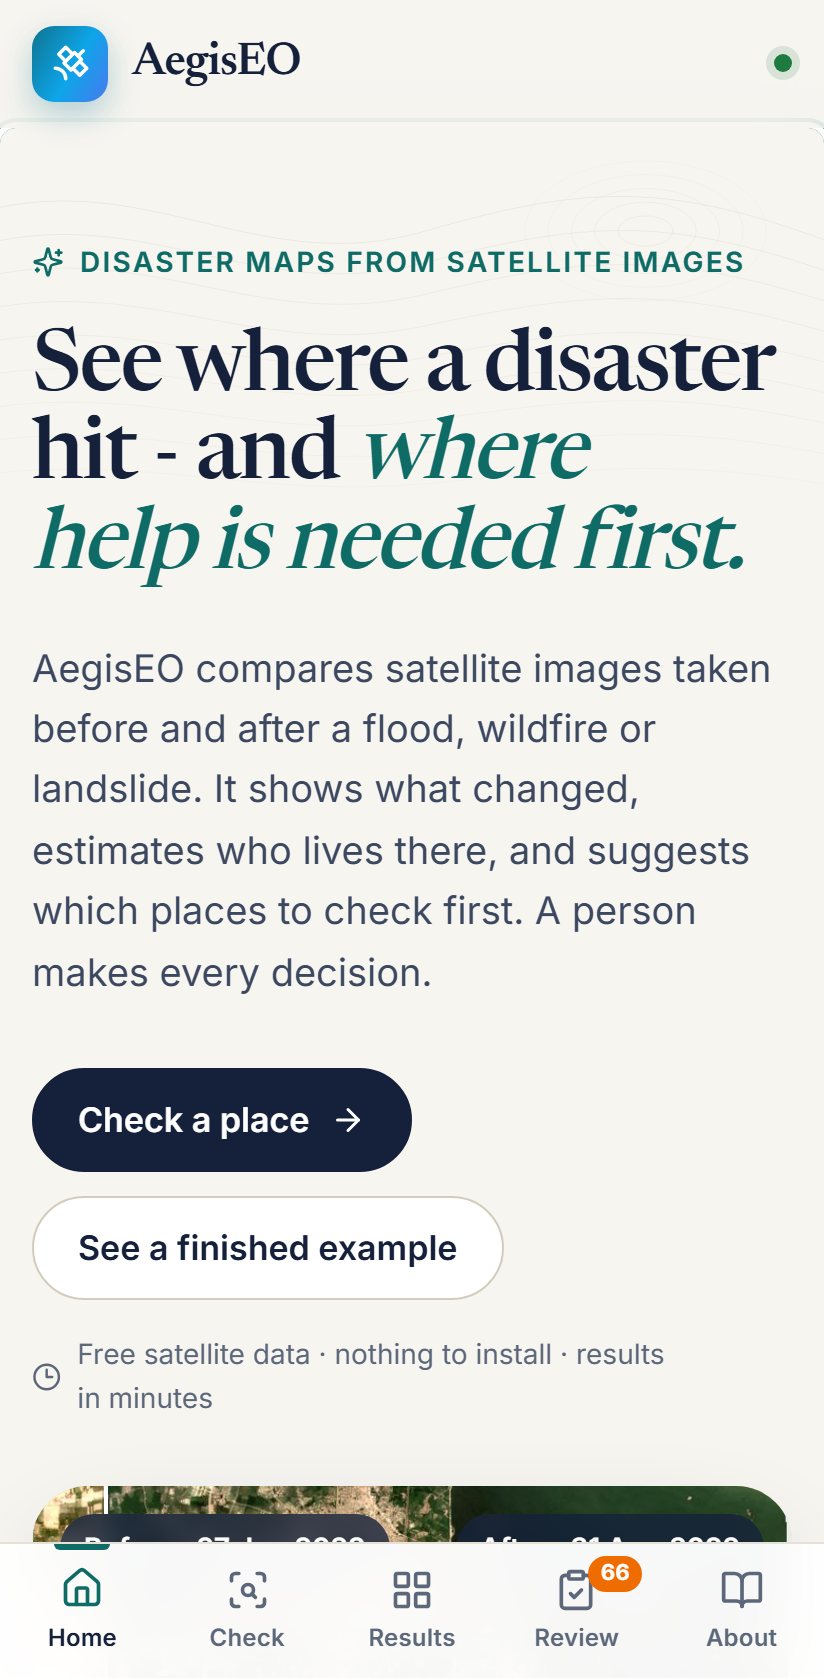 AegisEO
DISASTER MAPS FROM SATELLITE IMAGES
See where a disaster
hit - and where
help is needed first.
AegisEO compares satellite images taken
before and after a flood, wildfire or
landslide. It shows what changed,
estimates who lives there, and suggests
which places to check first. A person
makes every decision.
Check a place
See a finished example
Free satellite data · nothing to install · results
in minutes
66
Home Check Results Review About